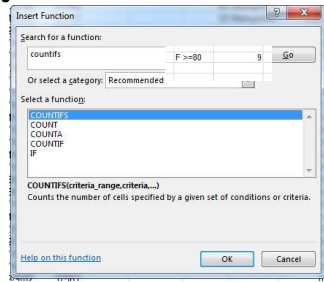 Insert Function
Search for a function:
countifs
F >=80 9
Go
Or select a category: Recommended
Select a function:
COUNTIFS
COUNT
COUNTA
COUNTIF
IF
COUNTIFS(criteria_range,criteria,...)
Counts the number of cells specified by a given set of conditions or criteria.
Help on this function
OK
Cancel